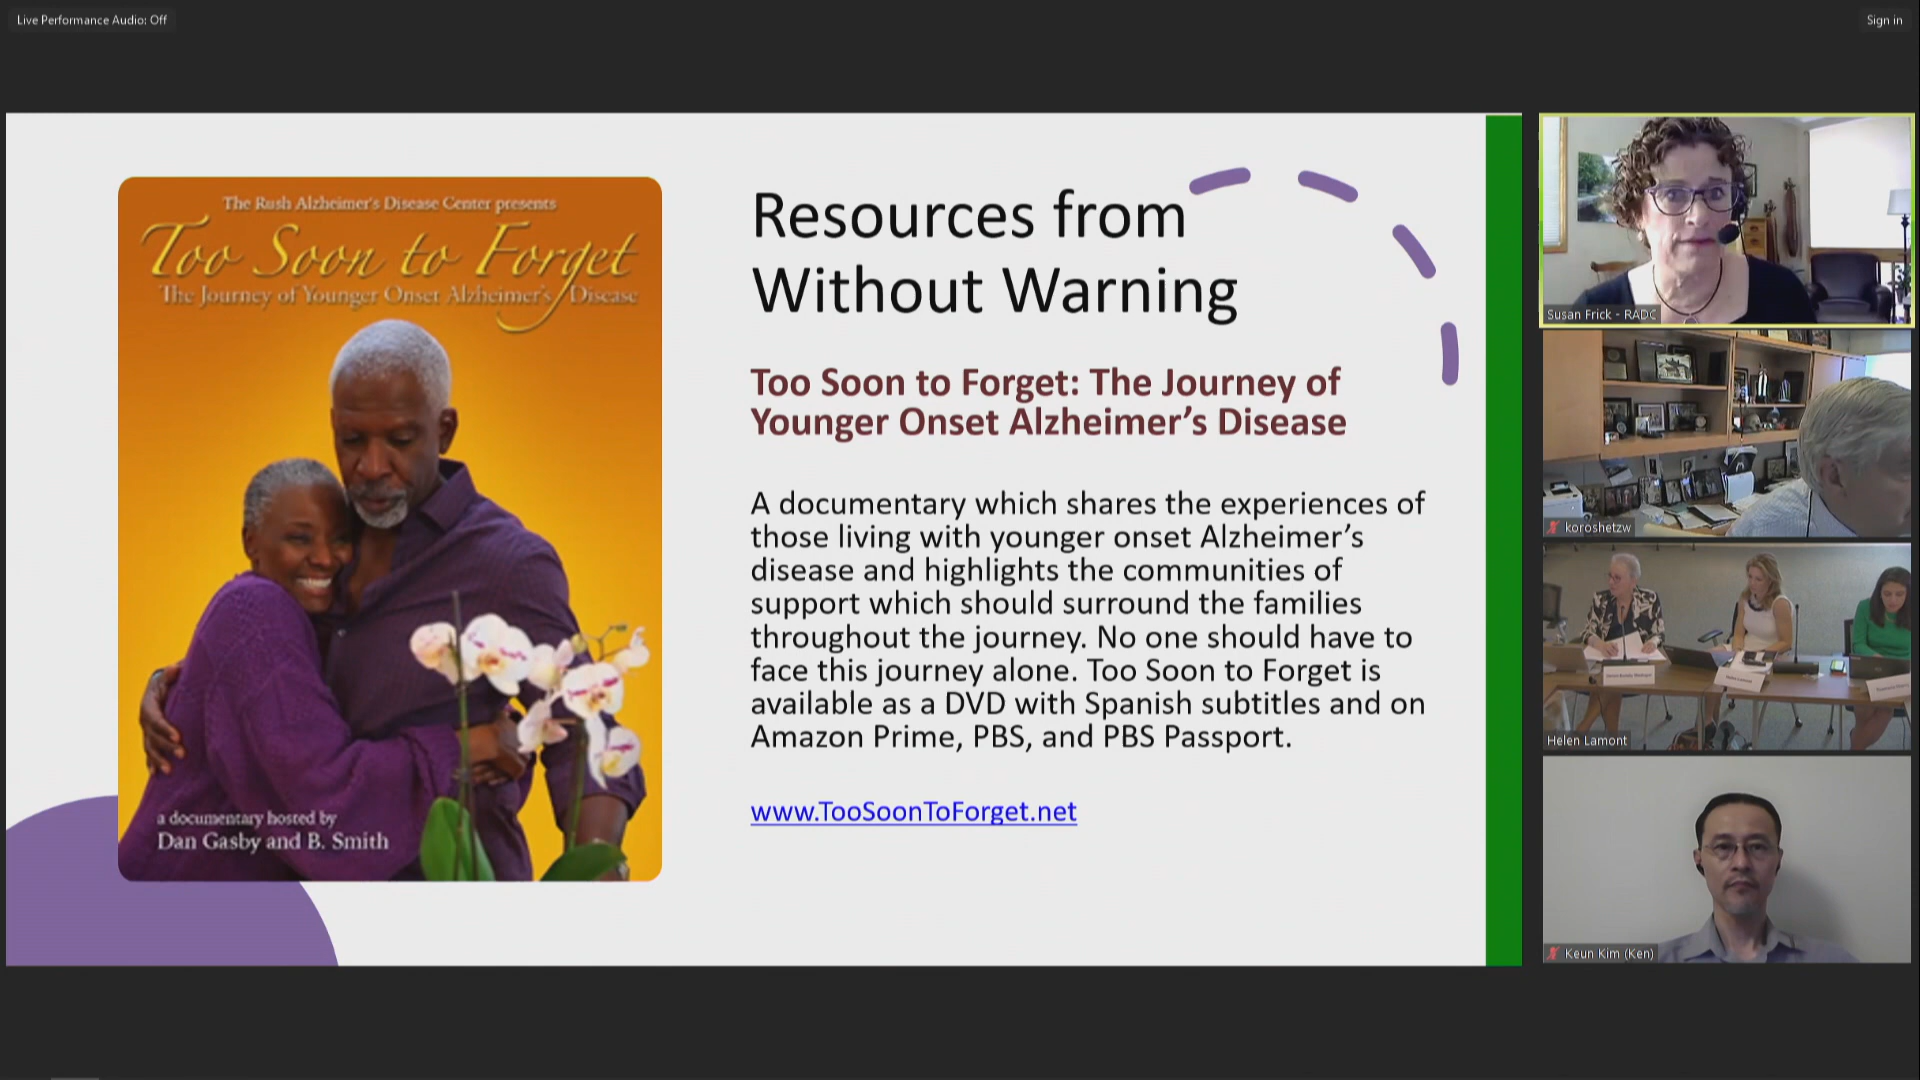 Live Performance Audio: Off
Sign in
The Rush Alzheimer's Disease Center presents
Too Soon to Forget
The Journey of Younger Onset Alzheimer's Disease
a documentary hosted by
Dan Gasby and B. Smith
Resources from
Without Warning
Too Soon to Forget: The Journey of
Younger Onset Alzheimer’s Disease
A documentary which shares the experiences of
those living with younger onset Alzheimer’s
disease and highlights the communities of
support which should surround the families
throughout the journey. No one should have to
face this journey alone. Too Soon to Forget is
available as a DVD with Spanish subtitles and on
Amazon Prime, PBS, and PBS Passport.
www.TooSoonToForget.net
Susan Frick - RADC
koroshetzw
Helen Lamont
Keun Kim (Ken)